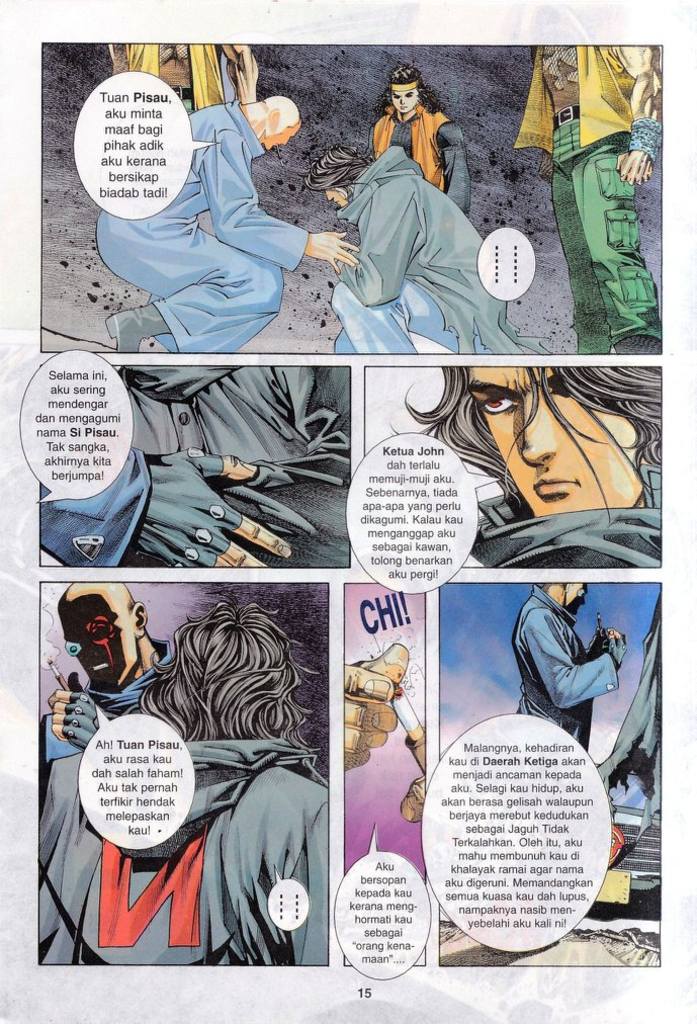 Tuan Pisau,
aku minta
maaf bagi
pihak adik
aku kerana
bersikap
biadab tadi!
Selama ini,
aku sering
mendengar
dan mengagumi
nama Si Pisau.
Tak sangka,
akhirnya kita
berjumpa!
Ketua John
dah terlalu
memuji-muji aku.
Sebenarnya, tiada
apa-apa yang perlu
dikagumi. Kalau kau
menganggap aku
sebagai kawan,
tolong benarkan
aku pergi!
Ah! Tuan Pisau,
aku rasa kau
dah salah faham!
Aku tak pernah
terfikir hendak
melepaskan
kau!
CHI!
Aku
bersopan
kepada kau
kerana meng-
hormati kau
sebagai
“orang kena-
maan”....
Malangnya, kehadiran
kau di Daerah Ketiga akan
menjadi ancaman kepada
aku. Selagi kau hidup, aku
akan berasa gelisah walaupun
berjaya merebut kedudukan
sebagai Jaguh Tidak
Terkalahkan. Oleh itu, aku
mahu membunuh kau di
khalayak ramai agar nama
aku digeruni. Memandangkan
semua kuasa kau dah lupus,
nampaknya nasib men-
yebelahi aku kali ni!
15